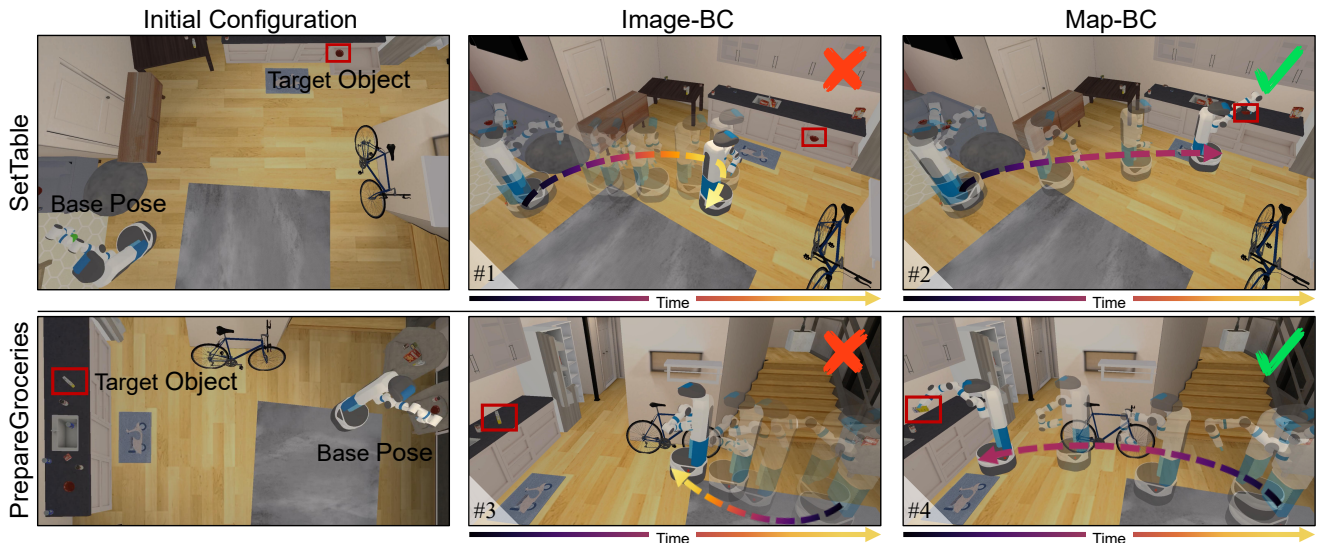 Initial Configuration
Image-BC
Map-BC
SetTable
Target Object
Base Pose
#1
#2
Time
Time
PrepareGroceries
Target Object
Base Pose
#3
#4
Time
Time